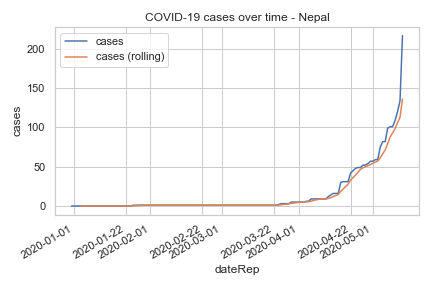 COVID-19 cases over time - Nepal
cases
cases (rolling)
200
150
100
50
0
cases
2020-01-01
2020-01-22
2020-02-01
2020-02-22
2020-03-01
2020-03-22
2020-04-01
2020-04-22
2020-05-01
dateRep